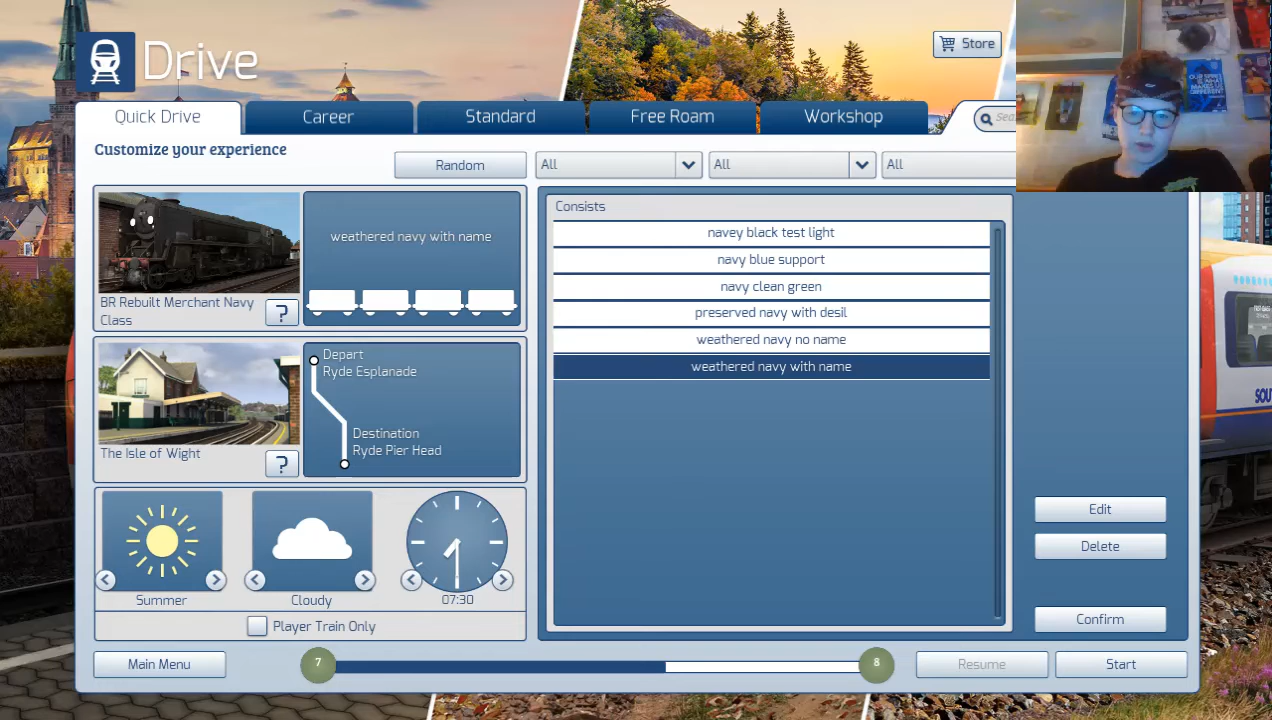 Drive
Store
Quick Drive
Career
Standard
Free Roam
Workshop
Customize your experience
Random
All
All
All
Consists
weathered navy with name
navey black test light
navy blue support
navy clean green
preserved navy with desil
weathered navy no name
weathered navy with name
BR Rebuilt Merchant Navy
Class
?
Depart
Ryde Esplanade
Destination
Ryde Pier Head
The Isle of Wight
?
Summer
Cloudy
07:30
Player Train Only
Edit
Delete
Confirm
Main Menu
7
8
Resume
Start